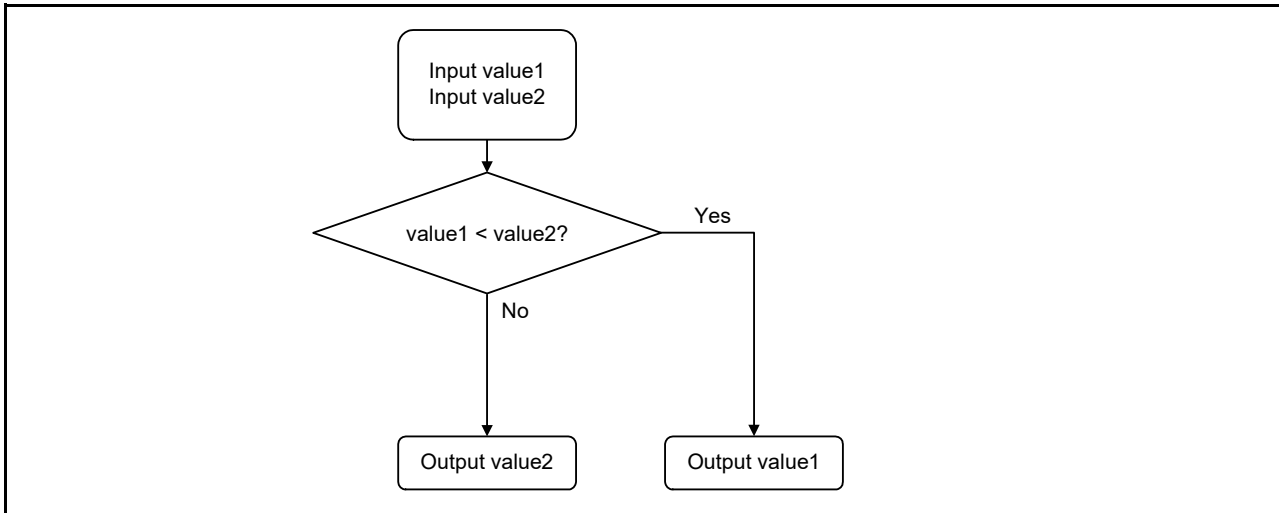 Input value1
Input value2
value1 < value2?
Yes
No
Output value2
Output value1